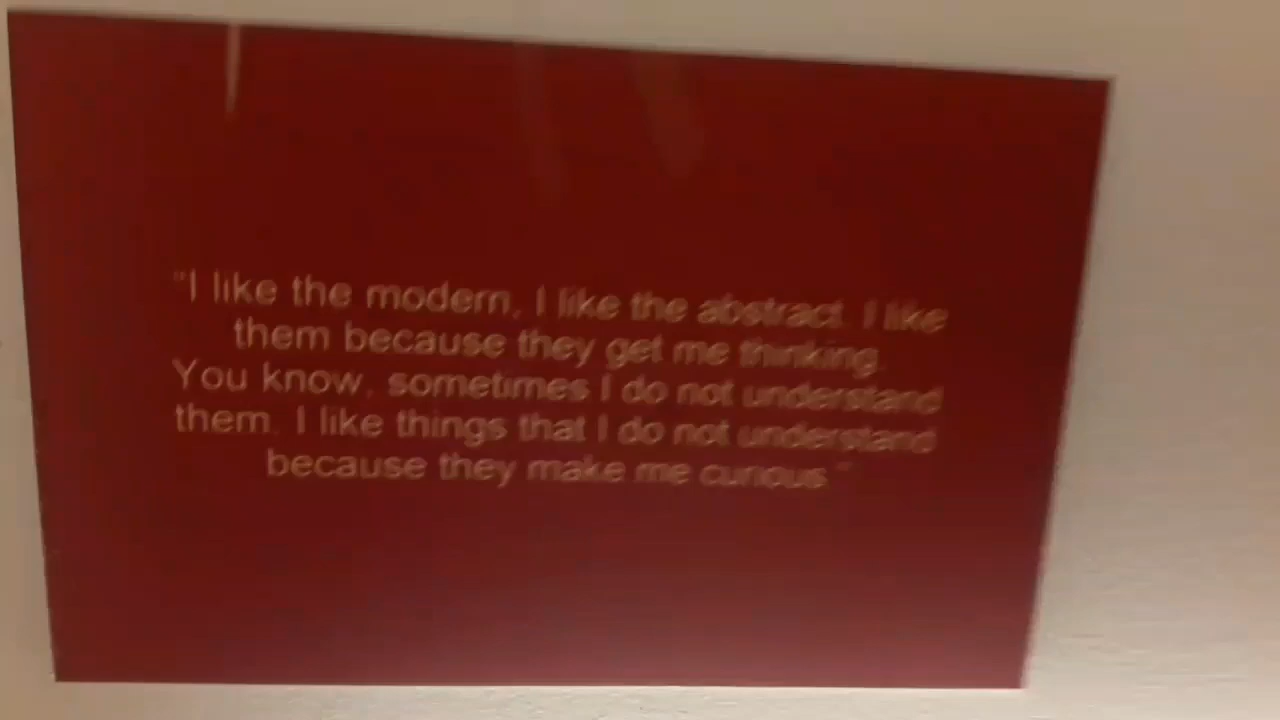 "I like the modern, I like the abstract. I like
them because they get me thinking.
You know, sometimes I do not understand
them. I like things that I do not understand
because they make me curious."